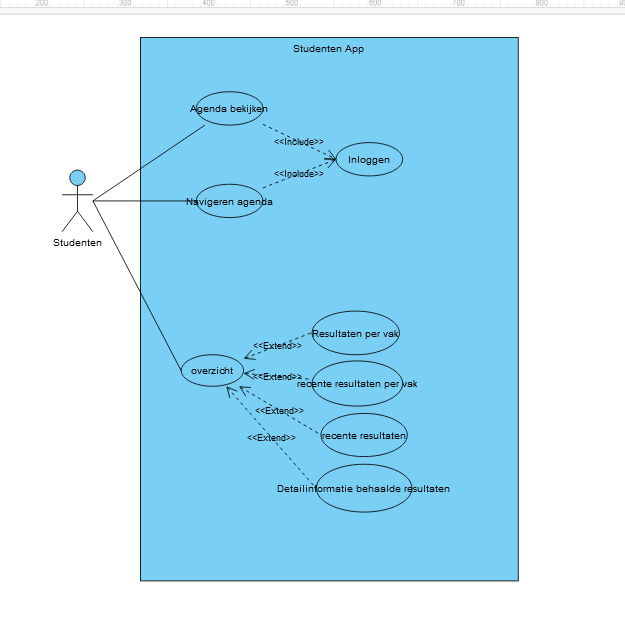 200 300 400 500 600 700 800
Studenten App
Agenda bekijken
<<Include>>
Inloggen
<<Include>>
Navigeren agenda
Studenten
Resultaten per vak
<<Extend>>
overzicht
<<Extend>>
recente resultaten per vak
<<Extend>>
recente resultaten
<<Extend>>
Detailinformatie behaalde resultaten